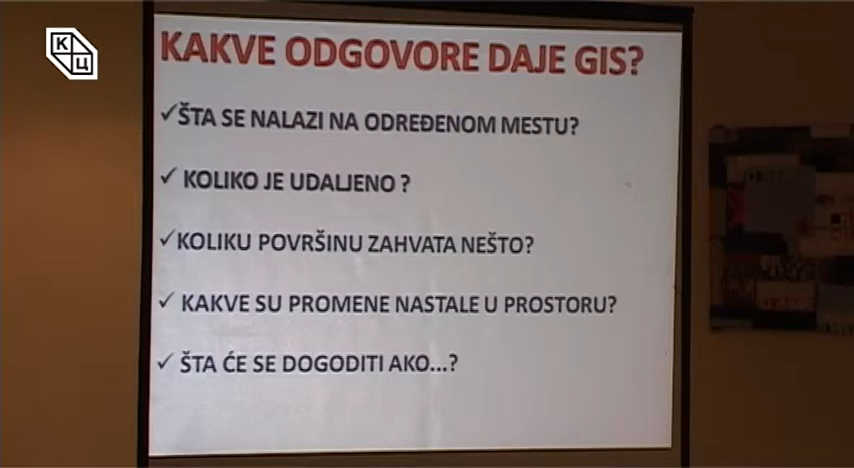 КЦ
KAKVE ODGOVORE DAJE GIS?
✓ŠTA SE NALAZI NA ODREĐENOM MESTU?
✓ KOLIKO JE UDALJENO ?
✓KOLIKU POVRŠINU ZAHVATA NEŠTO?
✓ KAKVE SU PROMENE NASTALE U PROSTORU?
✓ ŠTA ĆE SE DOGODITI AKO...?